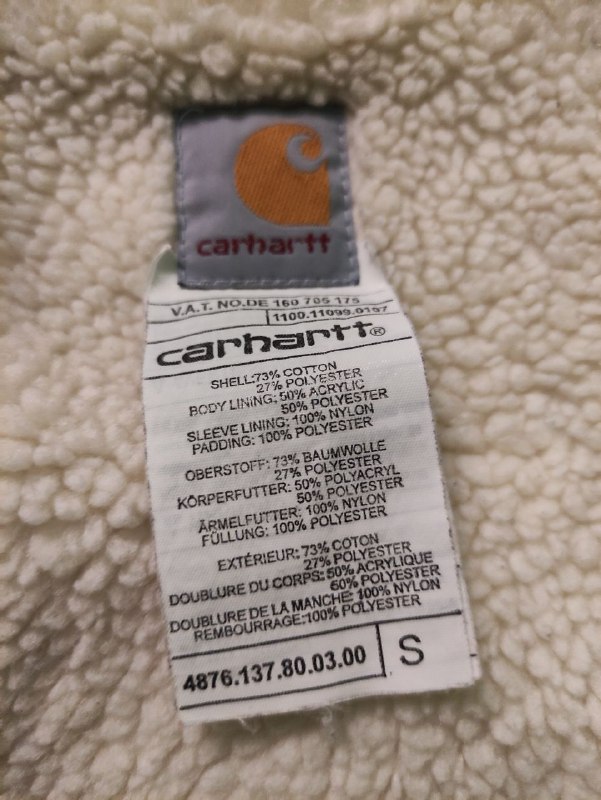 carhartt
V.A.T. NO.DE 160 705 175
1100.11099.0197
carhartt®
SHELL:73% COTTON
27% POLYESTER
BODY LINING: 50% ACRYLIC
50% POLYESTER
SLEEVE LINING: 100% NYLON
PADDING: 100% POLYESTER
OBERSTOFF: 73% BAUMWOLLE
27% POLYESTER
KÖRPERFUTTER: 50% POLYACRYL
50% POLYESTER
ÄRMELFUTTER: 100% NYLON
FÜLLUNG: 100% POLYESTER
EXTÉRIEUR: 73% COTON
27% POLYESTER
DOUBLURE DU CORPS: 50% ACRYLIQUE
50% POLYESTER
DOUBLURE DE LA MANCHE: 100% NYLON
REMBOURRAGE:100% POLYESTER
4876.137.80.03.00
S